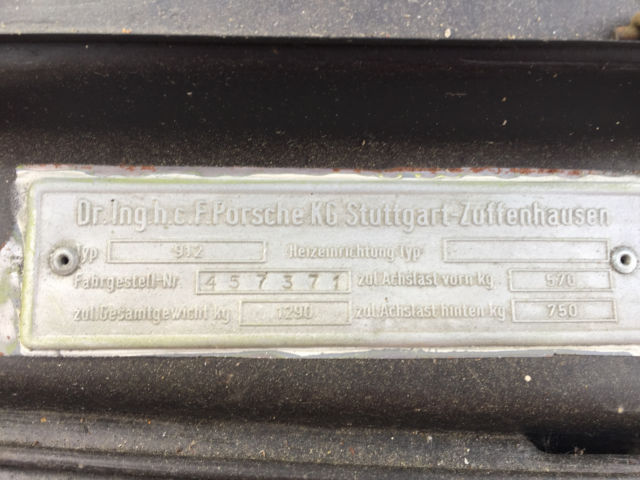 Dr. Ing. h. c. F. Porsche KG Stuttgart-Zuffenhausen
Typ 912 Heizeinrichtung Typ
Fahrgestell-Nr. 457371 zul. Achslast vorn kg 570
zul. Gesamtgewicht kg 1290 zul. Achslast hinten kg 750